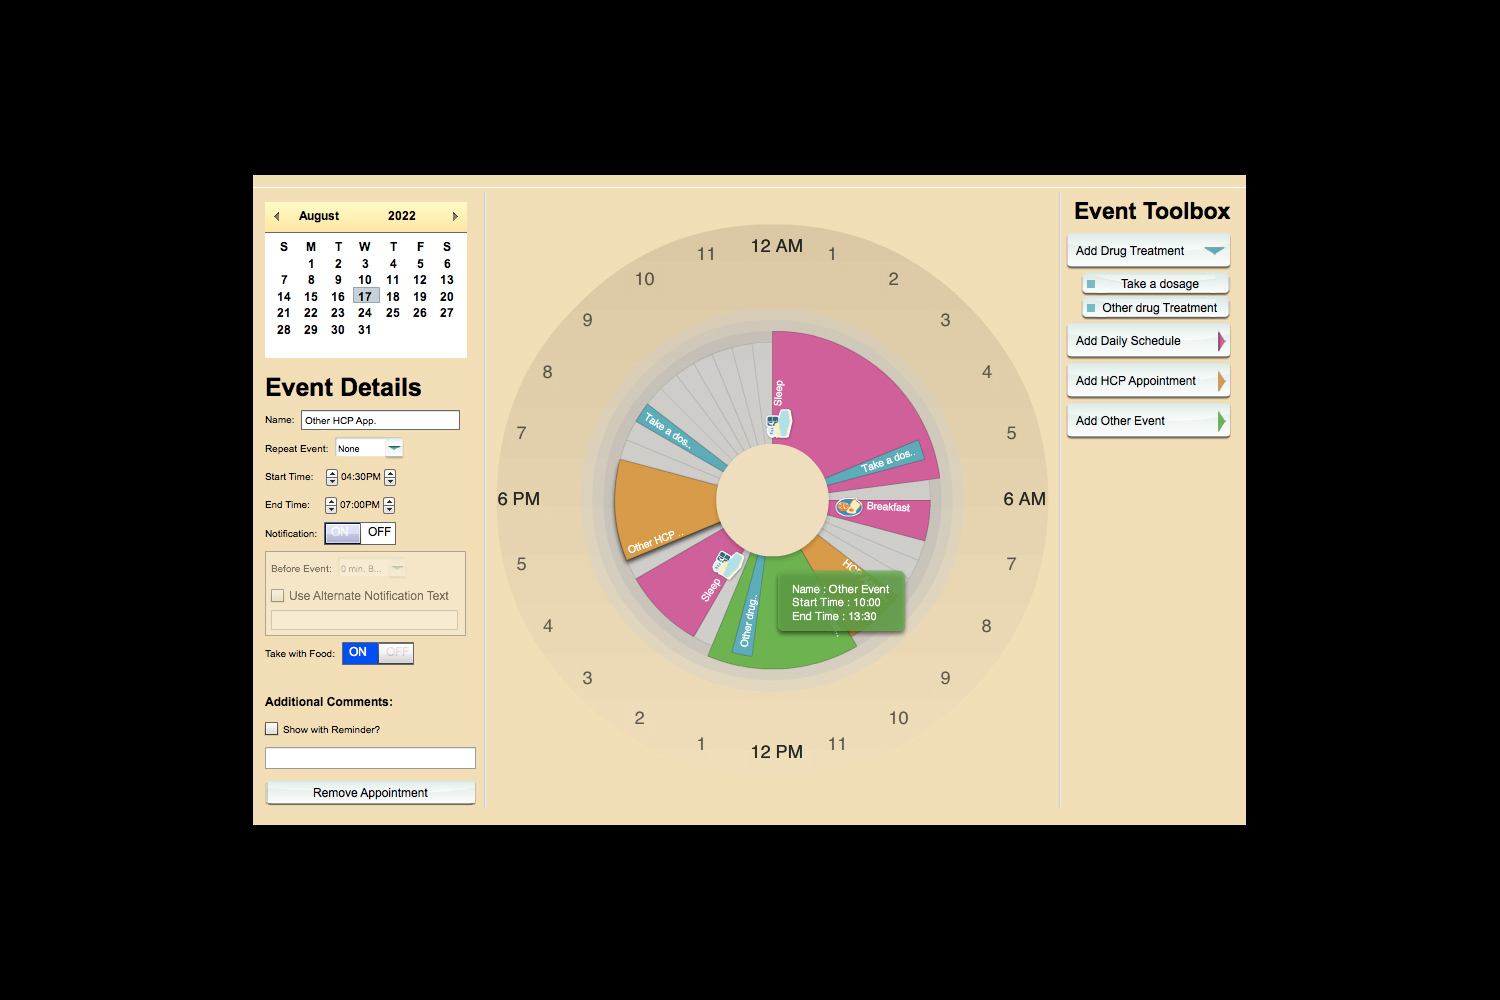 August 2022
S M T W T F S
1 2 3 4 5 6
7 8 9 10 11 12 13
14 15 16 17 18 19 20
21 22 23 24 25 26 27
28 29 30 31
Event Details
Name: Other HCP App.
Repeat Event: None
Start Time: 04:30PM
End Time: 07:00PM
Notification: ON OFF
Before Event: 0 min. B...
Use Alternate Notification Text
Take with Food: ON OFF
Additional Comments:
Show with Reminder?
Remove Appointment
12 AM
1
2
3
4
5
6 AM
7
8
9
10
11
12 PM
1
2
3
4
5
6 PM
7
8
9
10
11
Sleep
Take a dos..
Breakfast
HC
Name : Other Event
Start Time : 10:00
End Time : 13:30
Other drug..
Sleep
Other HCP ..
Take a dos..
Event Toolbox
Add Drug Treatment
Take a dosage
Other drug Treatment
Add Daily Schedule
Add HCP Appointment
Add Other Event